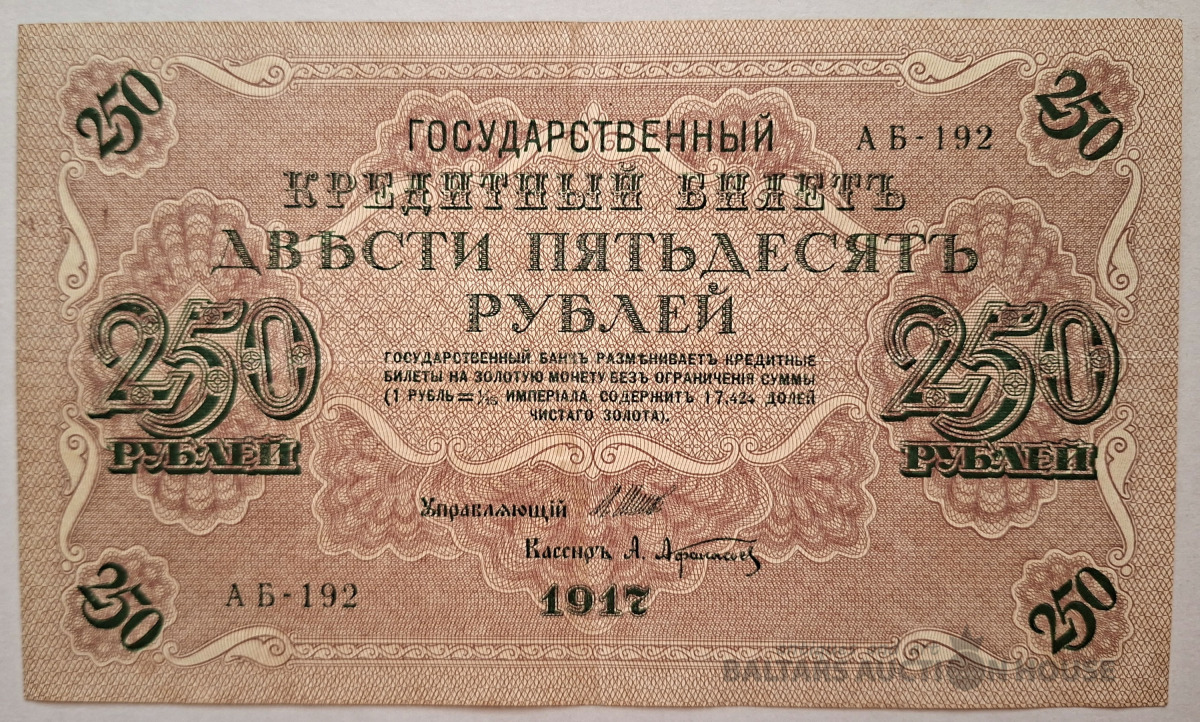 250
250
ГОСУДАРСТВЕННЫЙ
АБ-192
КРЕДИТНЫЙ БИЛЕТЪ
ДВѢСТИ ПЯТЬДЕСЯТЪ
РУБЛЕЙ
250
РУБЛЕЙ
250
РУБЛЕЙ
ГОСУДАРСТВЕННЫЙ БАНКЪ РАЗМѢНИВАЕТЪ КРЕДИТНЫЕ
БИЛЕТЫ НА ЗОЛОТУЮ МОНЕТУ БЕЗЪ ОГРАНИЧЕНІЯ СУММЫ
(1 РУБЛЬ = 1/15 ИМПЕРІАЛА, СОДЕРЖИТЪ 17,424 ДОЛЕЙ
ЧИСТАГО ЗОЛОТА).
Управляющій
Кассиръ А. Афанасьев
АБ-192
1917
250
250
BALTARS AUCTION HOUSE